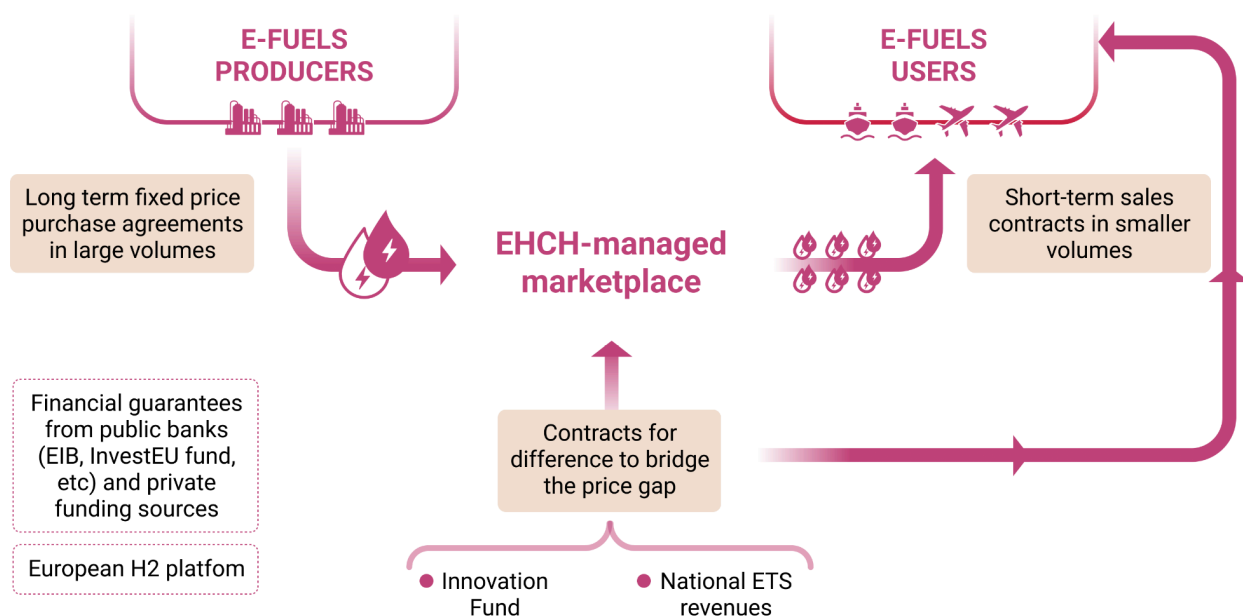 E-FUELS
PRODUCERS
E-FUELS
USERS
Long term fixed price
purchase agreements
in large volumes
EHCH-managed
marketplace
Short-term sales
contracts in smaller
volumes
Financial guarantees
from public banks
(EIB, InvestEU fund,
etc) and private
funding sources
European H2 platfom
Contracts for
difference to bridge
the price gap
Innovation
Fund
National ETS
revenues